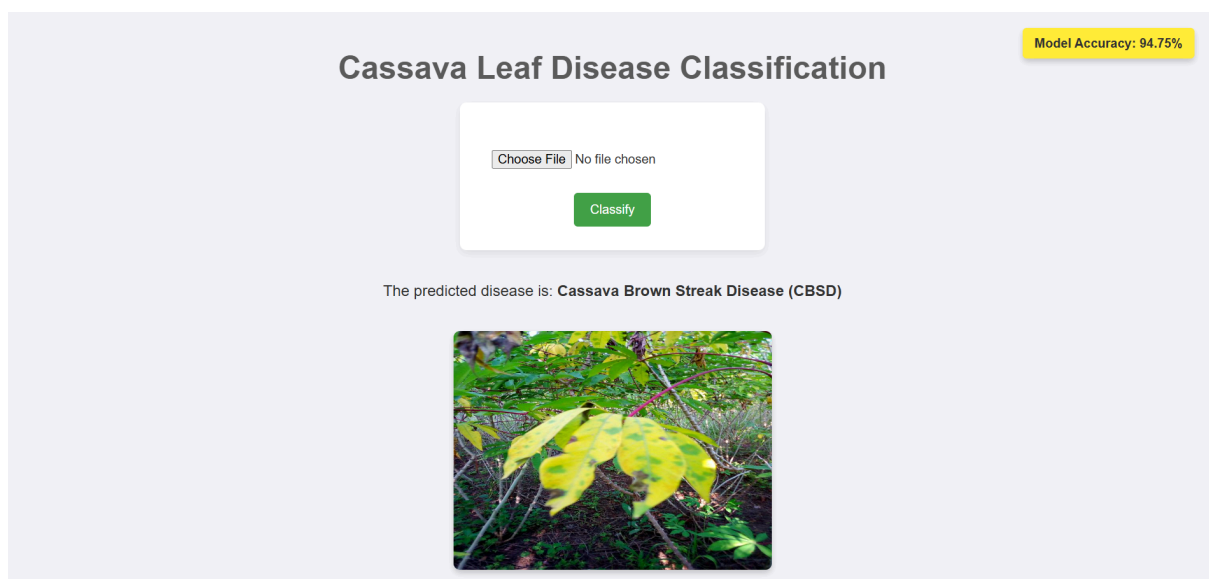 Model Accuracy: 94.75%
Cassava Leaf Disease Classification
Choose File No file chosen
Classify
The predicted disease is: Cassava Brown Streak Disease (CBSD)